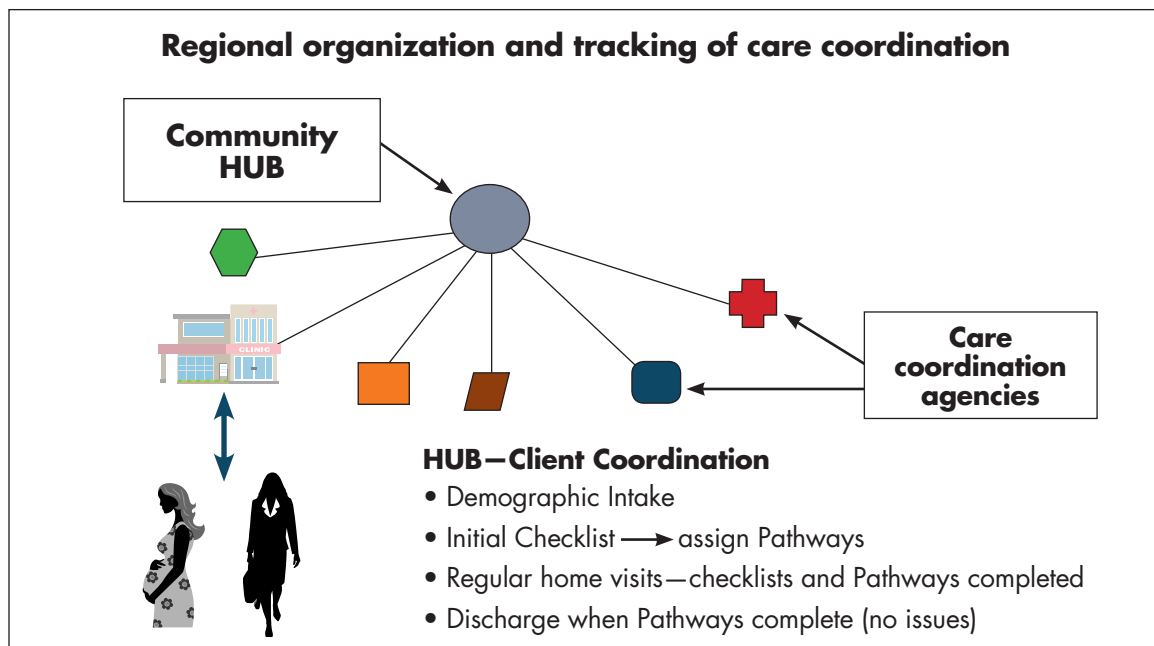 Regional organization and tracking of care coordination
Community
HUB
CLINIC
Care
coordination
agencies
HUB—Client Coordination
• Demographic Intake
• Initial Checklist → assign Pathways
• Regular home visits—checklists and Pathways completed
• Discharge when Pathways complete (no issues)